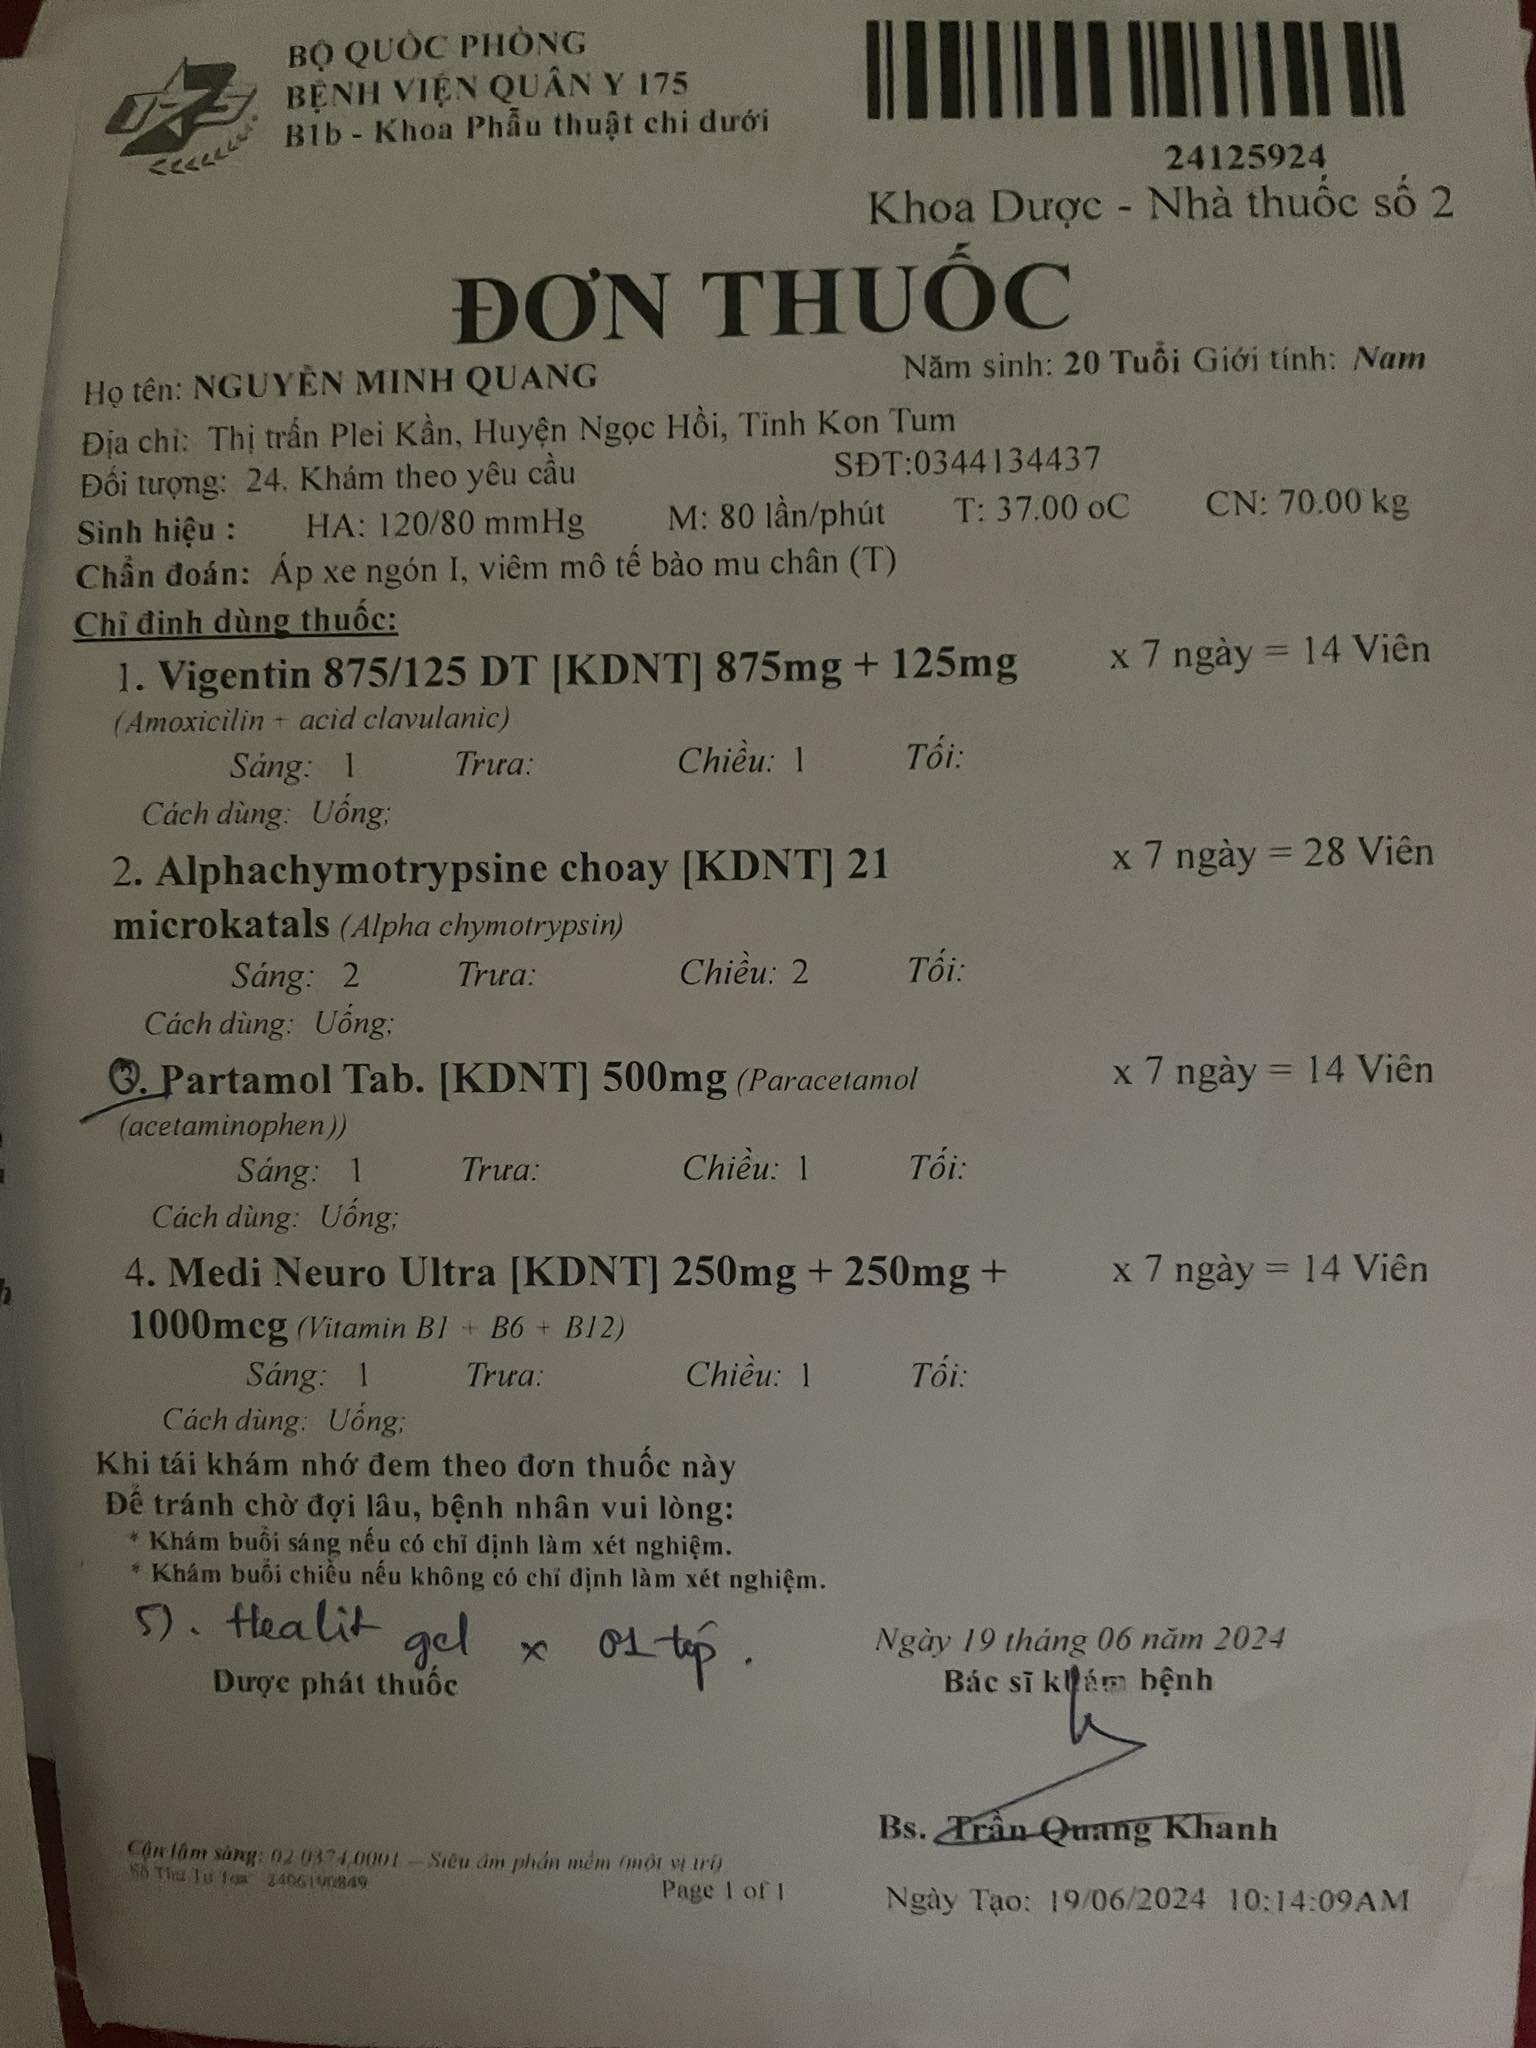 BỘ QUỐC PHÒNG
BỆNH VIỆN QUÂN Y 175
B1b - Khoa Phẫu thuật chi dưới
175
24125924
Khoa Dược - Nhà thuốc số 2
ĐƠN THUỐC
Họ tên: NGUYỄN MINH QUANG Năm sinh: 20 Tuổi Giới tính: Nam
Địa chỉ: Thị trấn Plei Kần, Huyện Ngọc Hồi, Tỉnh Kon Tum
Đối tượng: 24. Khám theo yêu cầu SĐT:0344134437
Sinh hiệu : HA: 120/80 mmHg M: 80 lần/phút T: 37.00 oC CN: 70.00 kg
Chẩn đoán: Áp xe ngón I, viêm mô tế bào mu chân (T)
Chỉ định dùng thuốc:
1. Vigentin 875/125 DT [KDNT] 875mg + 125mg x 7 ngày = 14 Viên
(Amoxicilin + acid clavulanic)
Sáng: 1 Trưa: Chiều: 1 Tối:
Cách dùng: Uống;
2. Alphachymotrypsine choay [KDNT] 21 x 7 ngày = 28 Viên
microkatals (Alpha chymotrypsin)
Sáng: 2 Trưa: Chiều: 2 Tối:
Cách dùng: Uống;
3. Partamol Tab. [KDNT] 500mg (Paracetamol x 7 ngày = 14 Viên
(acetaminophen))
Sáng: 1 Trưa: Chiều: 1 Tối:
Cách dùng: Uống;
4. Medi Neuro Ultra [KDNT] 250mg + 250mg + x 7 ngày = 14 Viên
1000mcg (Vitamin B1 + B6 + B12)
Sáng: 1 Trưa: Chiều: 1 Tối:
Cách dùng: Uống;
Khi tái khám nhớ đem theo đơn thuốc này
Để tránh chờ đợi lâu, bệnh nhân vui lòng:
* Khám buổi sáng nếu có chỉ định làm xét nghiệm.
* Khám buổi chiều nếu không có chỉ định làm xét nghiệm.
5). Healit gel x 01 tuýp.
Ngày 19 tháng 06 năm 2024
Dược phát thuốc Bác sĩ khám bệnh
Bs. Trần Quang Khanh
Cận lâm sàng: 02.0374.0001 – Siêu âm phần mềm (một vị trí)
Số Thứ Tự Toa 2406190849
Page 1 of 1
Ngày Tạo: 19/06/2024 10:14:09AM